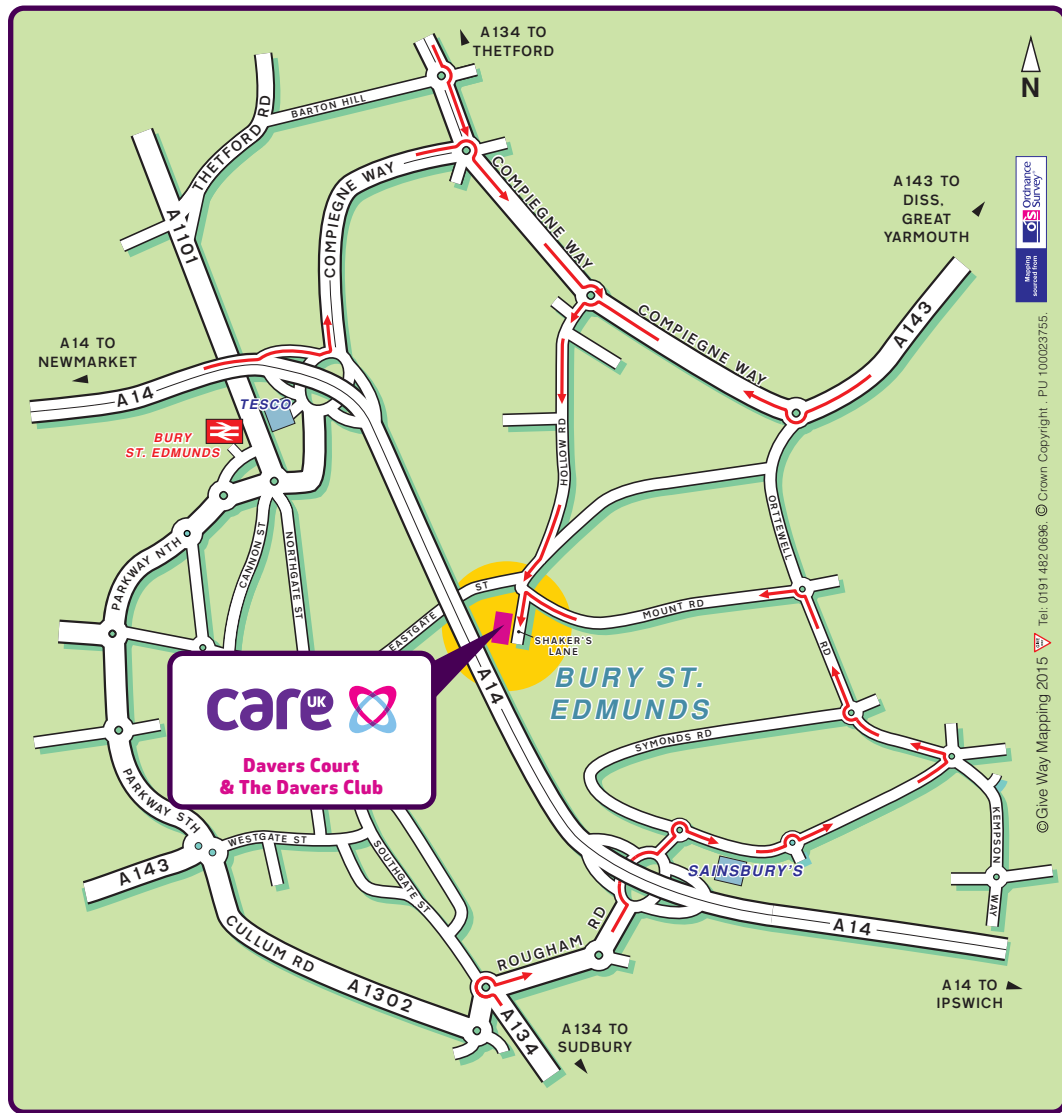 A134 TO
THETFORD
N
THETFORD RD
BARTON HILL
A1101
COMPIEGNE WAY
COMPIEGNE WAY
COMPIEGNE WAY
COMPIEGNE WAY
A143 TO
DISS,
GREAT
YARMOUTH
A143
Ordnance
Survey
Mapping
sourced from
A14 TO
NEWMARKET
A14
TESCO
BURY
ST. EDMUNDS
HOLLOW RD
ORTTEWELL
RD
PARKWAY NTH
CANNON ST
NORTHGATE ST
EASTGATE
ST
MOUNT RD
SHAKER'S
LANE
A14
BURY ST.
EDMUNDS
care UK
Davers Court
& The Davers Club
SYMONDS RD
KEMPSON
WAY
PARKWAY STH
WESTGATE ST
SOUTHGATE ST
A143
SAINSBURY'S
CULLUM RD
A1302
ROUGHAM RD
A14
A134
A134 TO
SUDBURY
A14 TO
IPSWICH
©Give Way Mapping 2015 Tel: 0191 4820696. © Crown Copyright . PU 100023755.